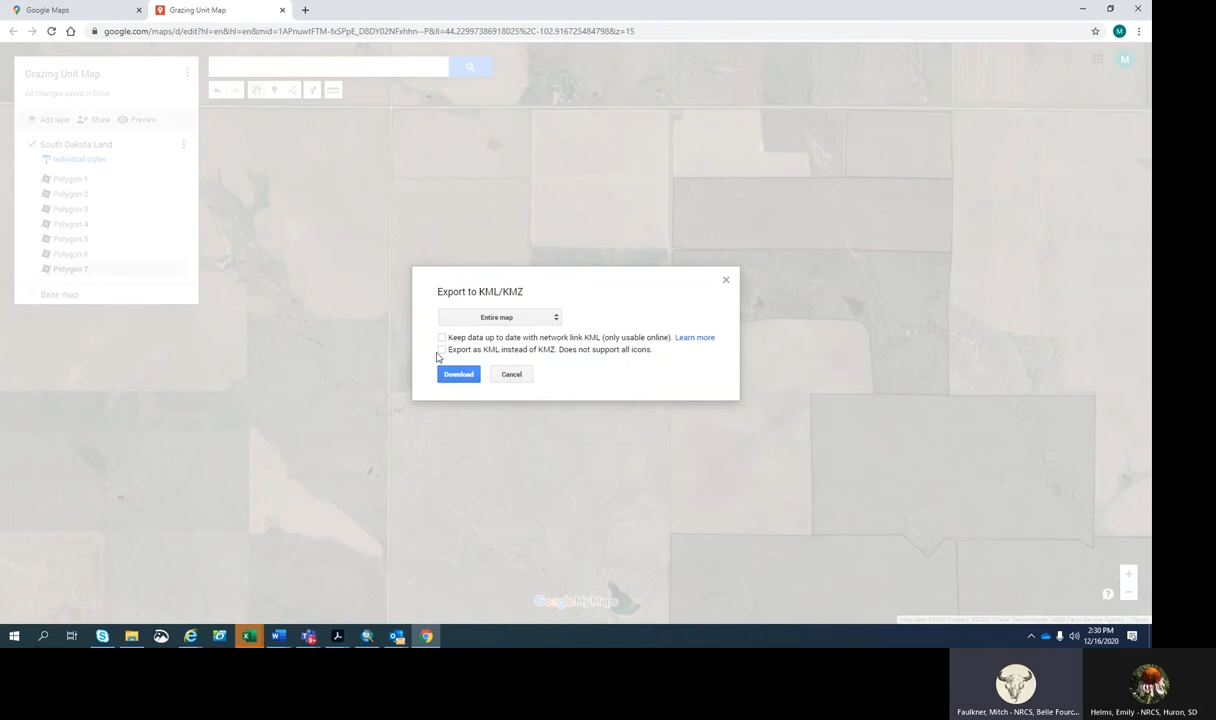 Google Maps
Grazing Unit Map
google.com/maps/d/edit?hl=en&hl=en&mid=1APnuwtFTM-fxSPpE_D8DY02NFxhhn--P&ll=44.22997386918025%2C-102.916725484798&z=15
M
Grazing Unit Map
All changes saved in Drive
M
Add layer
Share
Preview
South Dakota Land
Individual styles
Polygon 1
Polygon 2
Polygon 3
Polygon 4
Polygon 5
Polygon 6
Polygon 7
Base map
Export to KML/KMZ
Entire map
Keep data up to date with network link KML (only usable online). Learn more
Export as KML instead of KMZ. Does not support all icons.
Download
Cancel
Google My Maps
2:30 PM
12/16/2020
Faulkner, Mitch - NRCS, Belle Fourc...
Helms, Emily - NRCS, Huron, SD